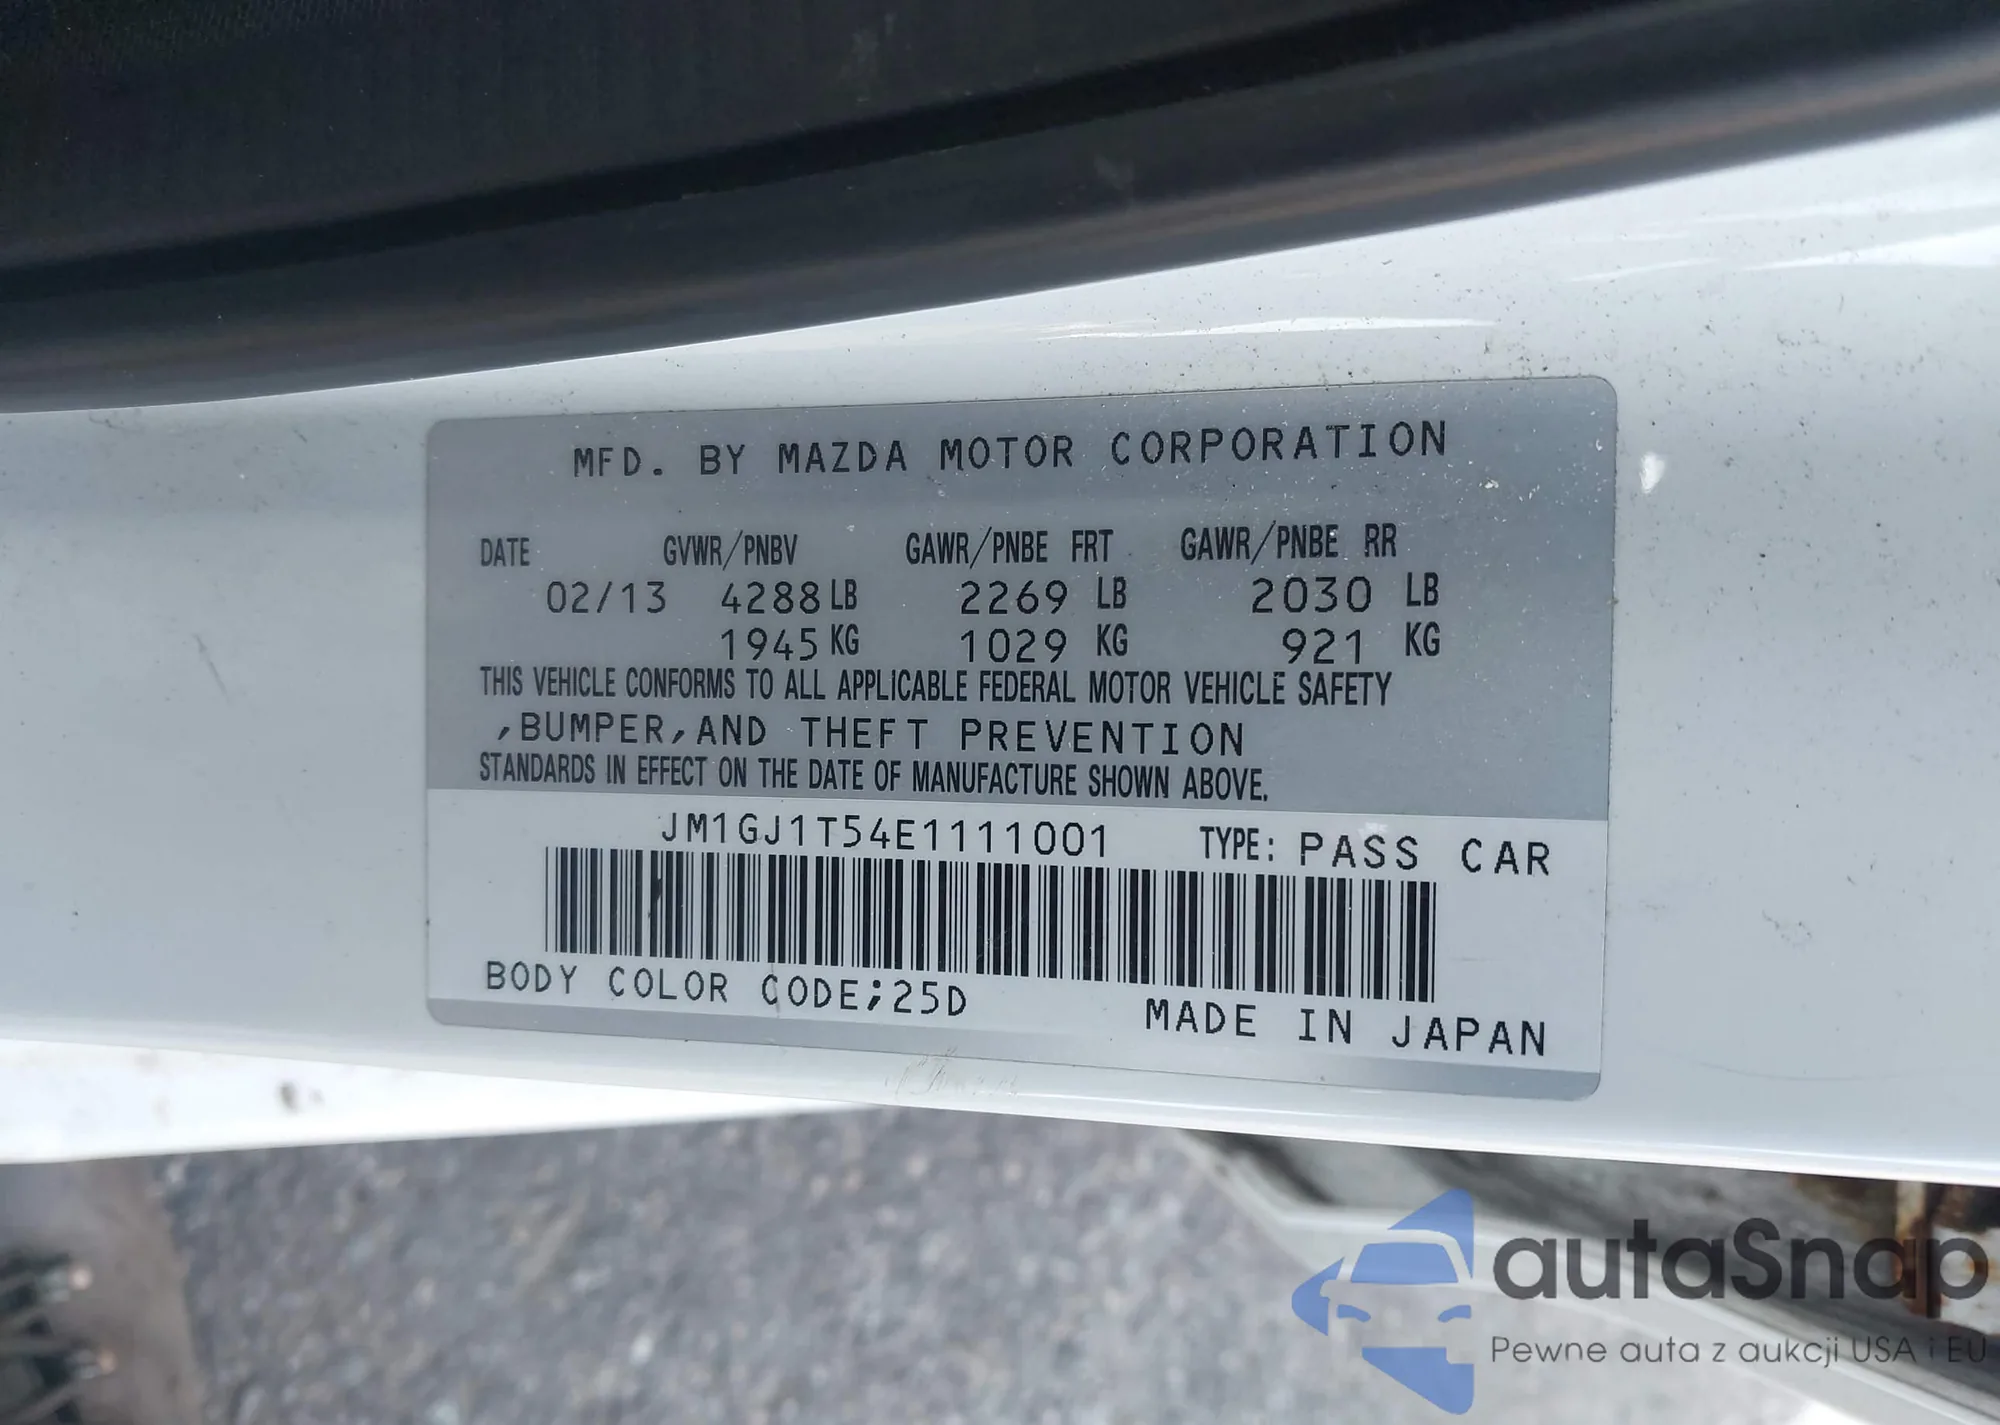 MFD. BY MAZDA MOTOR CORPORATION
DATE GVWR/PNBV GAWR/PNBE FRT GAWR/PNBE RR
02/13 4288 LB 2269 LB 2030 LB
1945 KG 1029 KG 921 KG
THIS VEHICLE CONFORMS TO ALL APPLICABLE FEDERAL MOTOR VEHICLE SAFETY
,BUMPER,AND THEFT PREVENTION
STANDARDS IN EFFECT ON THE DATE OF MANUFACTURE SHOWN ABOVE.
JM1GJ1T54E1111001 TYPE: PASS CAR
BODY COLOR CODE;25D MADE IN JAPAN
autaSnap
Pewne auta z aukcji USA i EU